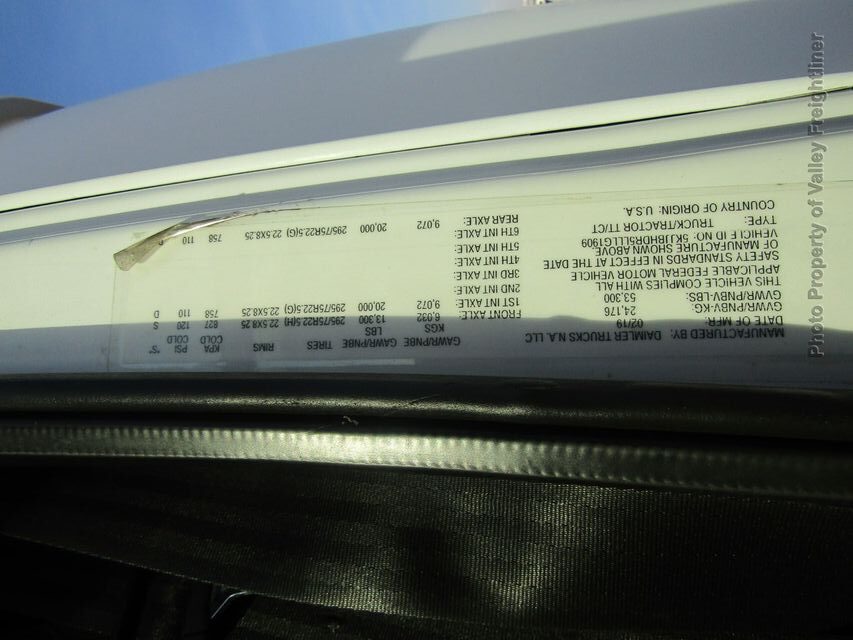 MANUFACTURED BY: DAIMLER TRUCKS N.A. LLC
DATE OF MFR: 02/19
GVWR/PNBV-KG: 24,176
GVWR/PNBV-LBS: 53,300
THIS VEHICLE COMPLIES WITH ALL
APPLICABLE FEDERAL MOTOR VEHICLE
SAFETY STANDARDS IN EFFECT AT THE DATE
OF MANUFACTURE SHOWN ABOVE.
VEHICLE ID NO: 5KJJBHDR5LLLG1909
TYPE: TRUCK/TRACTOR TT/CT
COUNTRY OF ORIGIN: U.S.A.
GAWR/PNBE GAWR/PNBE TIRES RIMS KPA PSI "S"
KGS LBS COLD COLD
FRONT AXLE: 6,032 13,300 295/75R22.5(H) 22.5X8.25 827 120 S
1ST INT AXLE: 9,072 20,000 295/75R22.5(G) 22.5X8.25 758 110 D
2ND INT AXLE:
3RD INT AXLE:
4TH INT AXLE:
5TH INT AXLE:
6TH INT AXLE:
REAR AXLE: 9,072 20,000 295/75R22.5(G) 22.5X8.25 758 110
Photo Property of Valley Freightliner